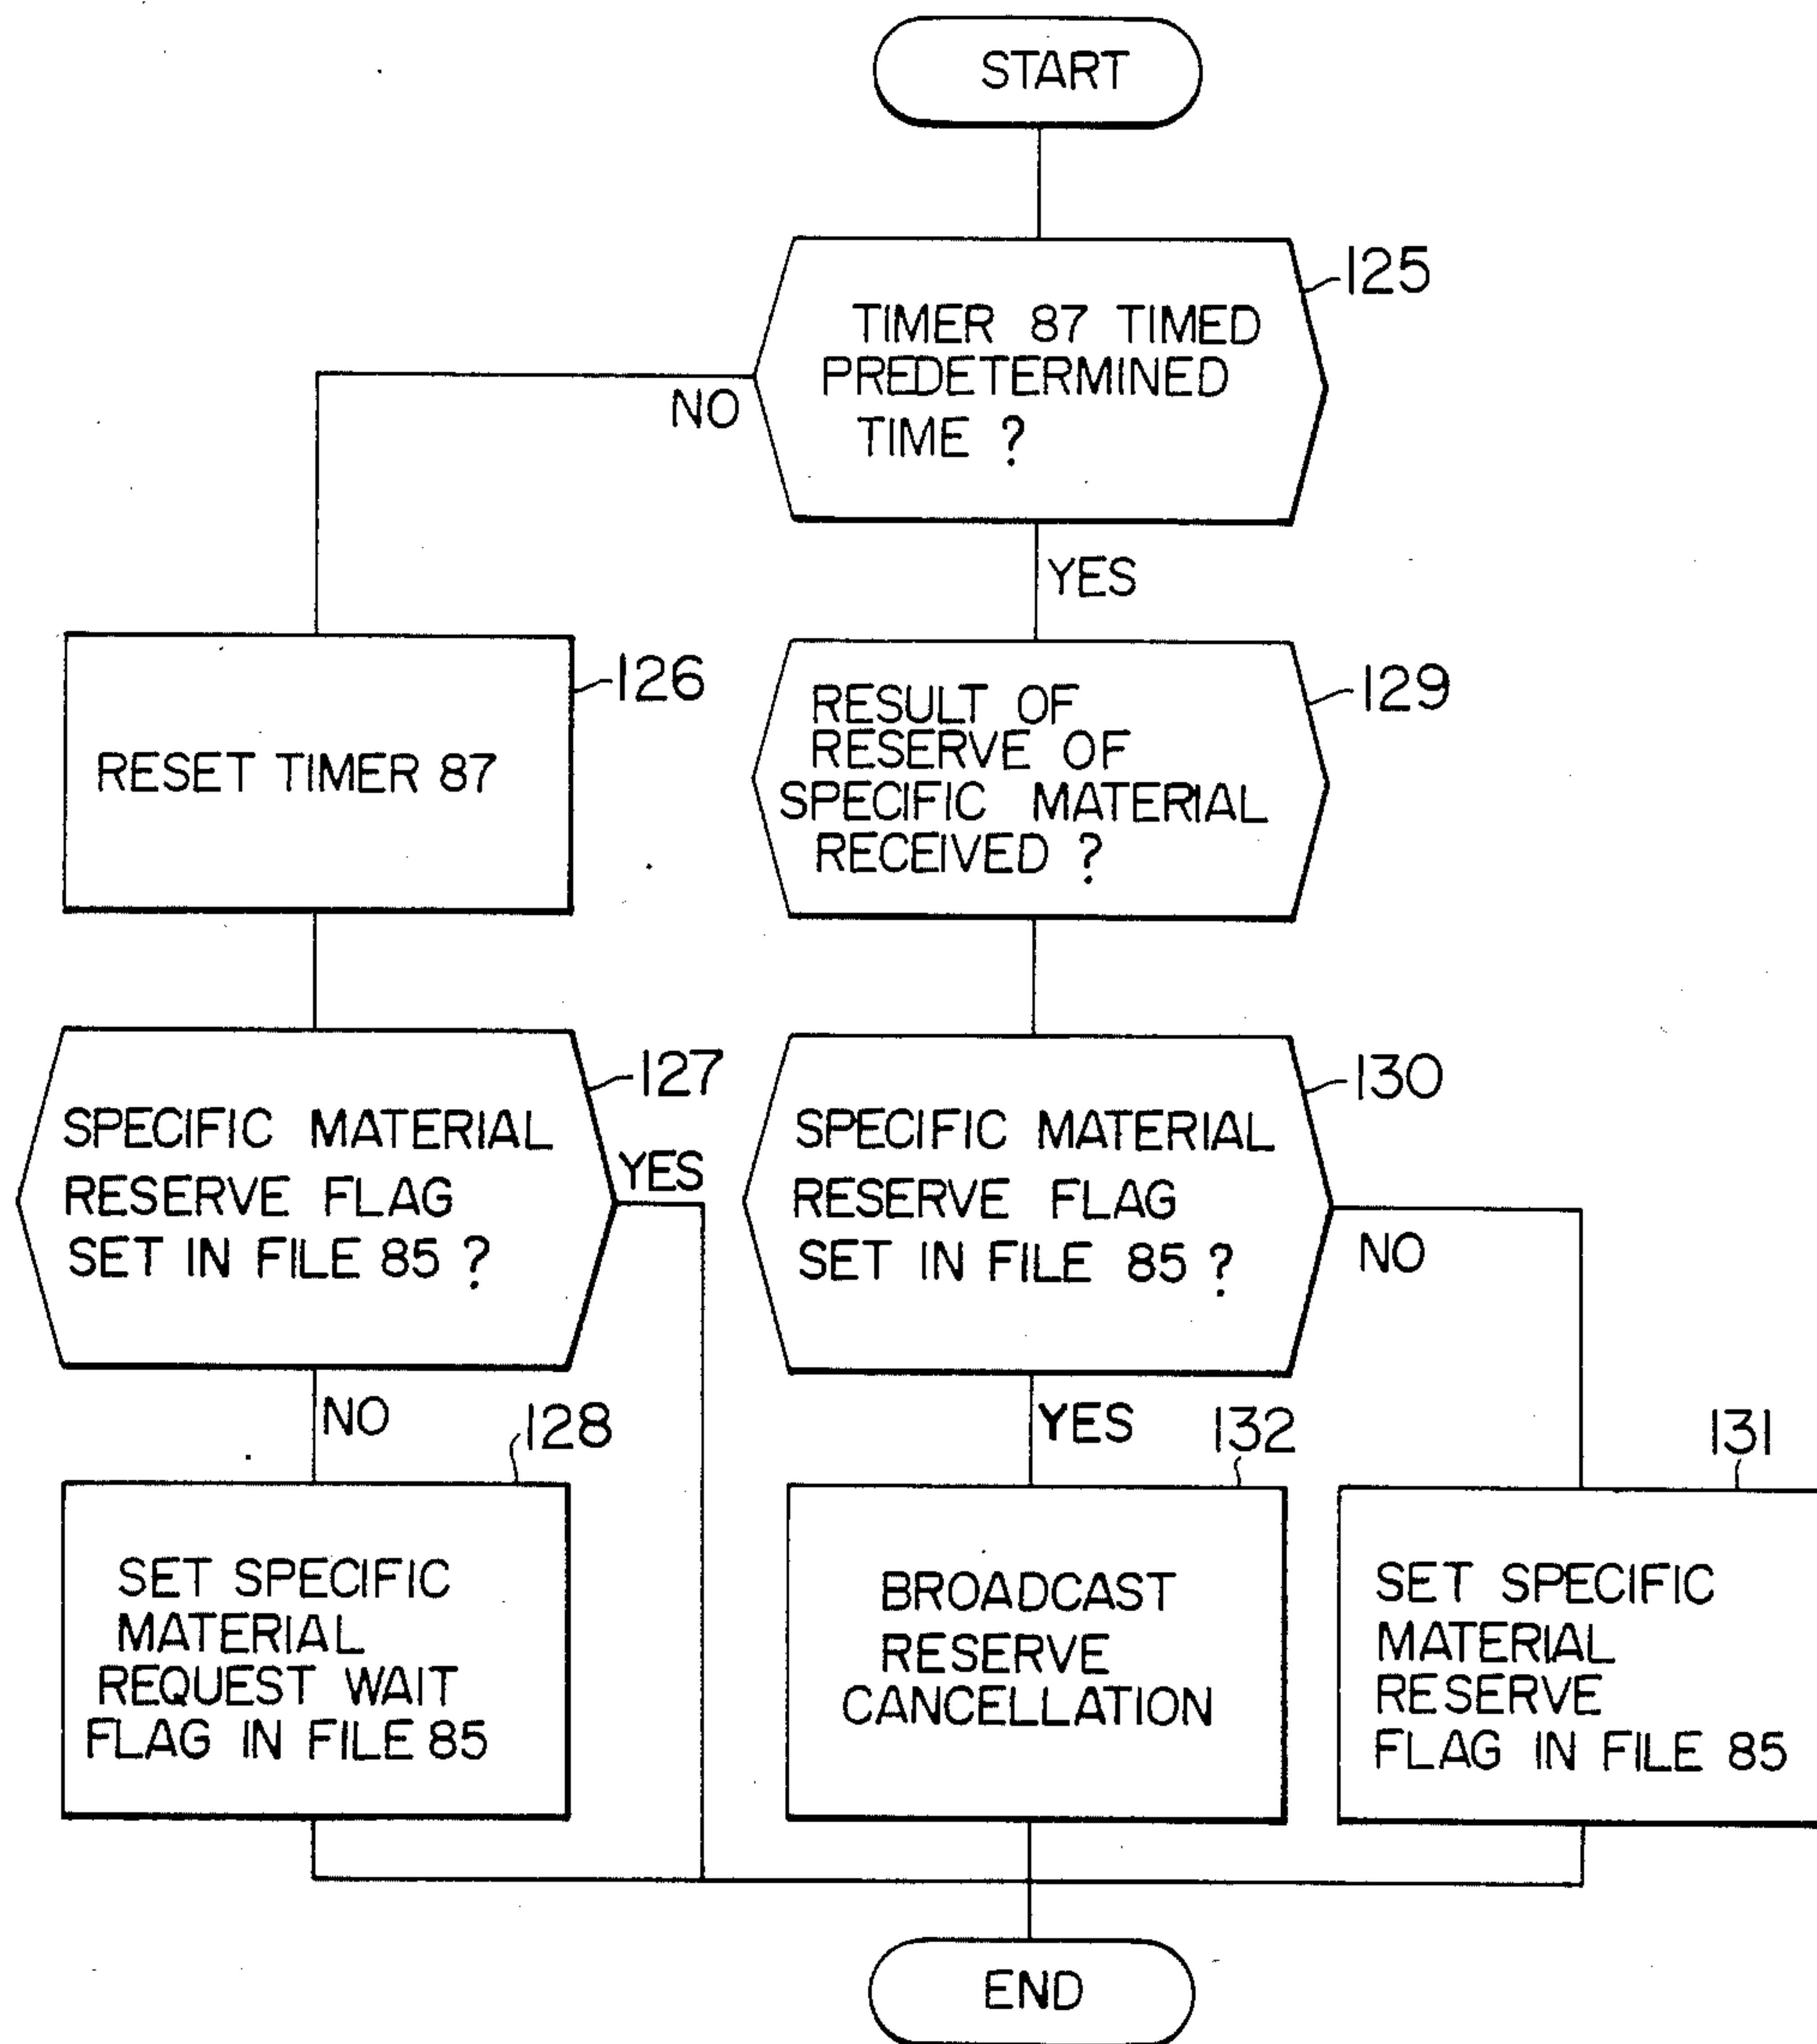 START
125
TIMER 87 TIMED
PREDETERMINED
TIME ?
NO
YES
126
RESET TIMER 87
129
RESULT OF
RESERVE OF
SPECIFIC MATERIAL
RECEIVED ?
127
SPECIFIC MATERIAL
RESERVE FLAG
SET IN FILE 85 ?
YES
NO
130
SPECIFIC MATERIAL
RESERVE FLAG
SET IN FILE 85 ?
NO
YES
128
SET SPECIFIC
MATERIAL
REQUEST WAIT
FLAG IN FILE 85
132
BROADCAST
RESERVE
CANCELLATION
131
SET SPECIFIC
MATERIAL
RESERVE
FLAG IN FILE 85
END